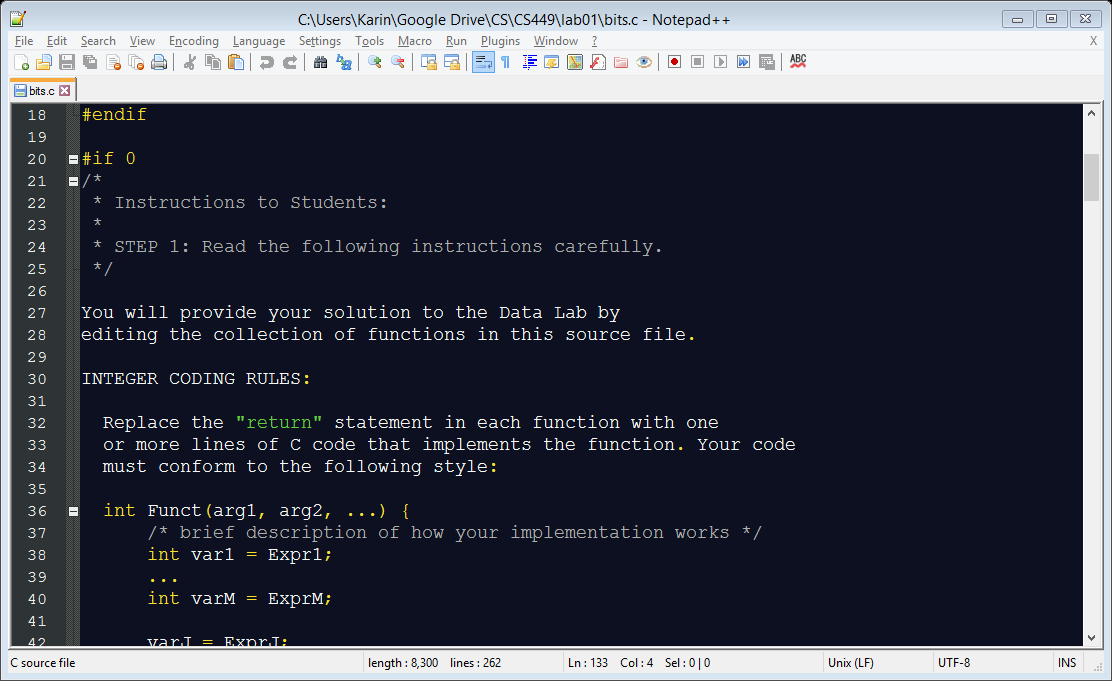 C:\Users\Karin\Google Drive\CS\CS449\lab01\bits.c - Notepad++
File Edit Search View Encoding Language Settings Tools Macro Run Plugins Window ? X
ABC
bits.c
18 #endif
19
20 #if 0
21 /*
22 * Instructions to Students:
23 *
24 * STEP 1: Read the following instructions carefully.
25 */
26
27 You will provide your solution to the Data Lab by
28 editing the collection of functions in this source file.
29
30 INTEGER CODING RULES:
31
32 Replace the "return" statement in each function with one
33 or more lines of C code that implements the function. Your code
34 must conform to the following style:
35
36 int Funct(arg1, arg2, ...) {
37 /* brief description of how your implementation works */
38 int var1 = Expr1;
39 ...
40 int varM = ExprM;
41
42 varJ = ExprJ;
C source file length : 8,300 lines : 262 Ln : 133 Col : 4 Sel : 0 | 0 Unix (LF) UTF-8 INS